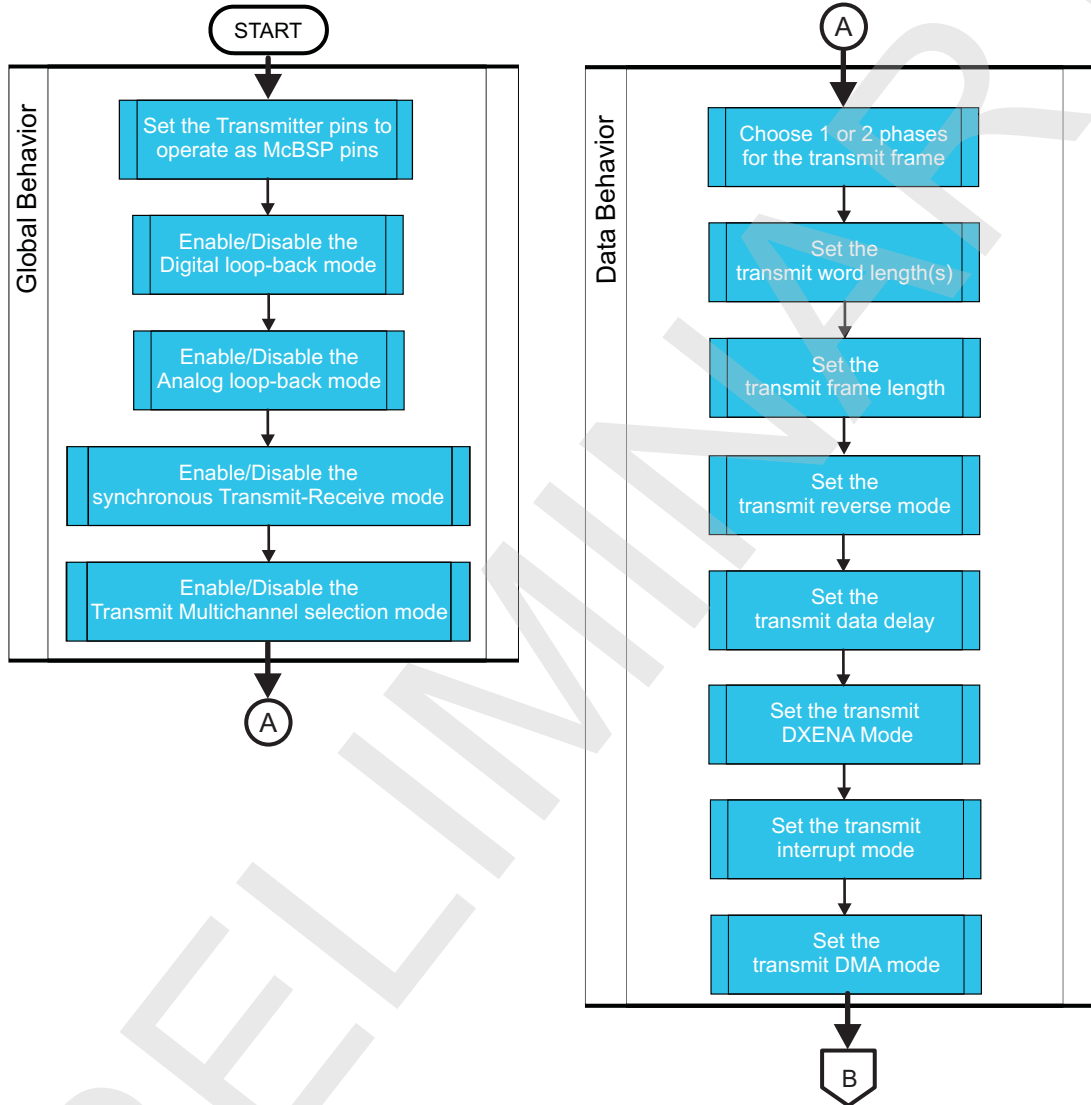 START
Global Behavior
Set the Transmitter pins to
operate as McBSP pins
Enable/Disable the
Digital loop-back mode
Enable/Disable the
Analog loop-back mode
Enable/Disable the
synchronous Transmit-Receive mode
Enable/Disable the
Transmit Multichannel selection mode
A
A
Data Behavior
Choose 1 or 2 phases
for the transmit frame
Set the
transmit word length(s)
Set the
transmit frame length
Set the
transmit reverse mode
Set the
transmit data delay
Set the transmit
DXENA Mode
Set the transmit
interrupt mode
Set the
transmit DMA mode
B
PRELIMINARY